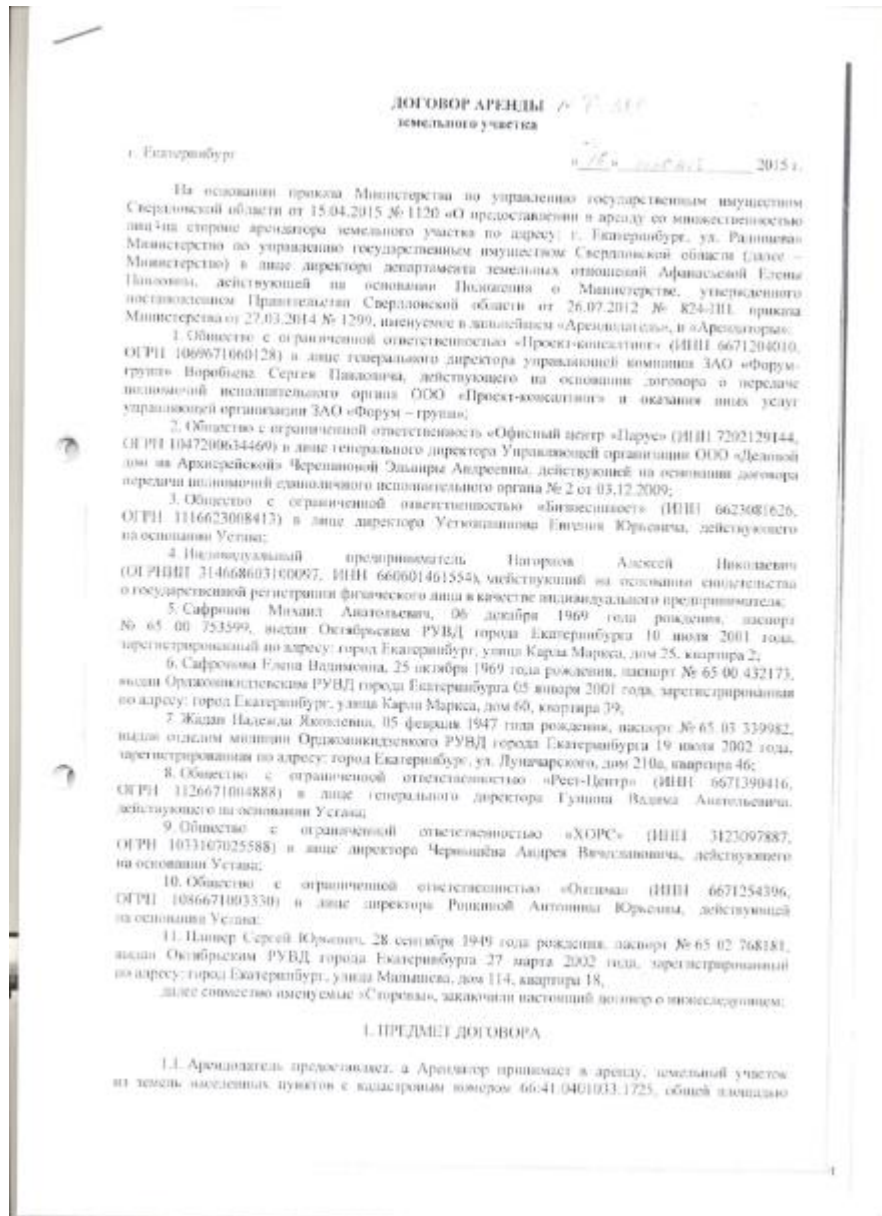 ДОГОВОР АРЕНДЫ №
земельного участка
г. Екатеринбург « 15 » 2015 г.
На основании приказа Министерства по управлению государственным имуществом
Свердловской области от 15.04.2015 № 1120 «О предоставлении в аренду со множественностью
лиц на стороне арендатора земельного участка по адресу: г. Екатеринбург, ул. Радищева»
Министерство по управлению государственным имуществом Свердловской области (далее –
Министерство) в лице директора департамента земельных отношений Афанасьевой Елены
Павловны, действующей на основании Положения о Министерстве, утвержденного
постановлением Правительства Свердловской области от 26.07.2012 № 824-ПП, приказа
Министерства от 27.03.2014 № 1299, именуемое в дальнейшем «Арендодатель», и «Арендаторы»:
1. Общество с ограниченной ответственностью «Проект-консалтинг» (ИНН 6671204010,
ОГРН 1069671060128) в лице генерального директора управляющей компании ЗАО «Форум-
группа» Воробьева Сергея Павловича, действующего на основании договора о передаче
полномочий исполнительного органа ООО «Проект-консалтинг» и оказания иных услуг
управляющей организации ЗАО «Форум – группа»;
2. Общество с ограниченной ответственность «Офисный центр «Парус» (ИНН 7202129144,
ОГРН 1047200634469) в лице генерального директора Управляющей организации ООО «Деловой
дом на Архиерейской» Черепановой Эльвиры Андреевны, действующей на основании договора
передачи полномочий единоличного исполнительного органа № 2 от 03.12.2009;
3. Общество с ограниченной ответственностью (ИНН 6623081626,
ОГРН 1116623008413) в лице директора Устюжанинова Евгения Юрьевича, действующего
на основании Устава;
4. Индивидуальный предприниматель Нагорнов Алексей Николаевич
(ОГРНИП 314668603100097, ИНН 660601461554), действующий на основании свидетельства
о государственной регистрации физического лица в качестве индивидуального предпринимателя;
5. Сафронов Михаил Анатольевич, 06 декабря 1969 года рождения, паспорт
№ 65 00 753599, выдан Октябрьским РУВД города Екатеринбурга 10 июля 2001 года,
зарегистрированный по адресу: город Екатеринбург, улица Карла Маркса, дом 25, квартира 2;
6. Сафронова Елена Вадимовна, 25 октября 1969 года рождения, паспорт № 65 00 432173,
выдан Орджоникидзевским РУВД города Екатеринбурга 05 января 2001 года, зарегистрированная
по адресу: город Екатеринбург, улица Карла Маркса, дом 60, квартира 39;
7. Жадан Надежда Яковлевна, 05 февраля 1947 года рождения, паспорт № 65 03 339982,
выдан отделом милиции Орджоникидзевского РУВД города Екатеринбурга 19 июля 2002 года,
зарегистрированная по адресу: город Екатеринбург, ул. Луначарского, дом 210а, квартира 46;
8. Общество с ограниченной ответственностью «Рест-Центр» (ИНН 6671390416,
ОГРН 1126671004888) в лице генерального директора Вадима Анатольевича,
действующего на основании Устава;
9. Общество с ограниченной ответственностью «ХОРС» (ИНН 3123097887,
ОГРН 1033107025588) в лице директора Чернышёва Андрея Вячеславовича, действующего
на основании Устава;
10. Общество с ограниченной ответственностью «Оптима» (ИНН 6671254396,
ОГРН 1086671003330) в лице директора Антонины Юрьевны, действующей
на основании Устава;
11. Сергей Юрьевич, 28 сентября 1949 года рождения, паспорт № 65 02 768181,
выдан Октябрьским РУВД города Екатеринбурга 27 марта 2002 года, зарегистрированный
по адресу: город Екатеринбург, улица Малышева, дом 114, квартира 18,
далее совместно именуемые «Стороны», заключили настоящий договор о нижеследующем:
1. ПРЕДМЕТ ДОГОВОРА
1.1. Арендодатель предоставляет, а Арендатор принимает в аренду, земельный участок
из земель населенных пунктов с кадастровым номером 66:41:0401033:1725, общей площадью
1